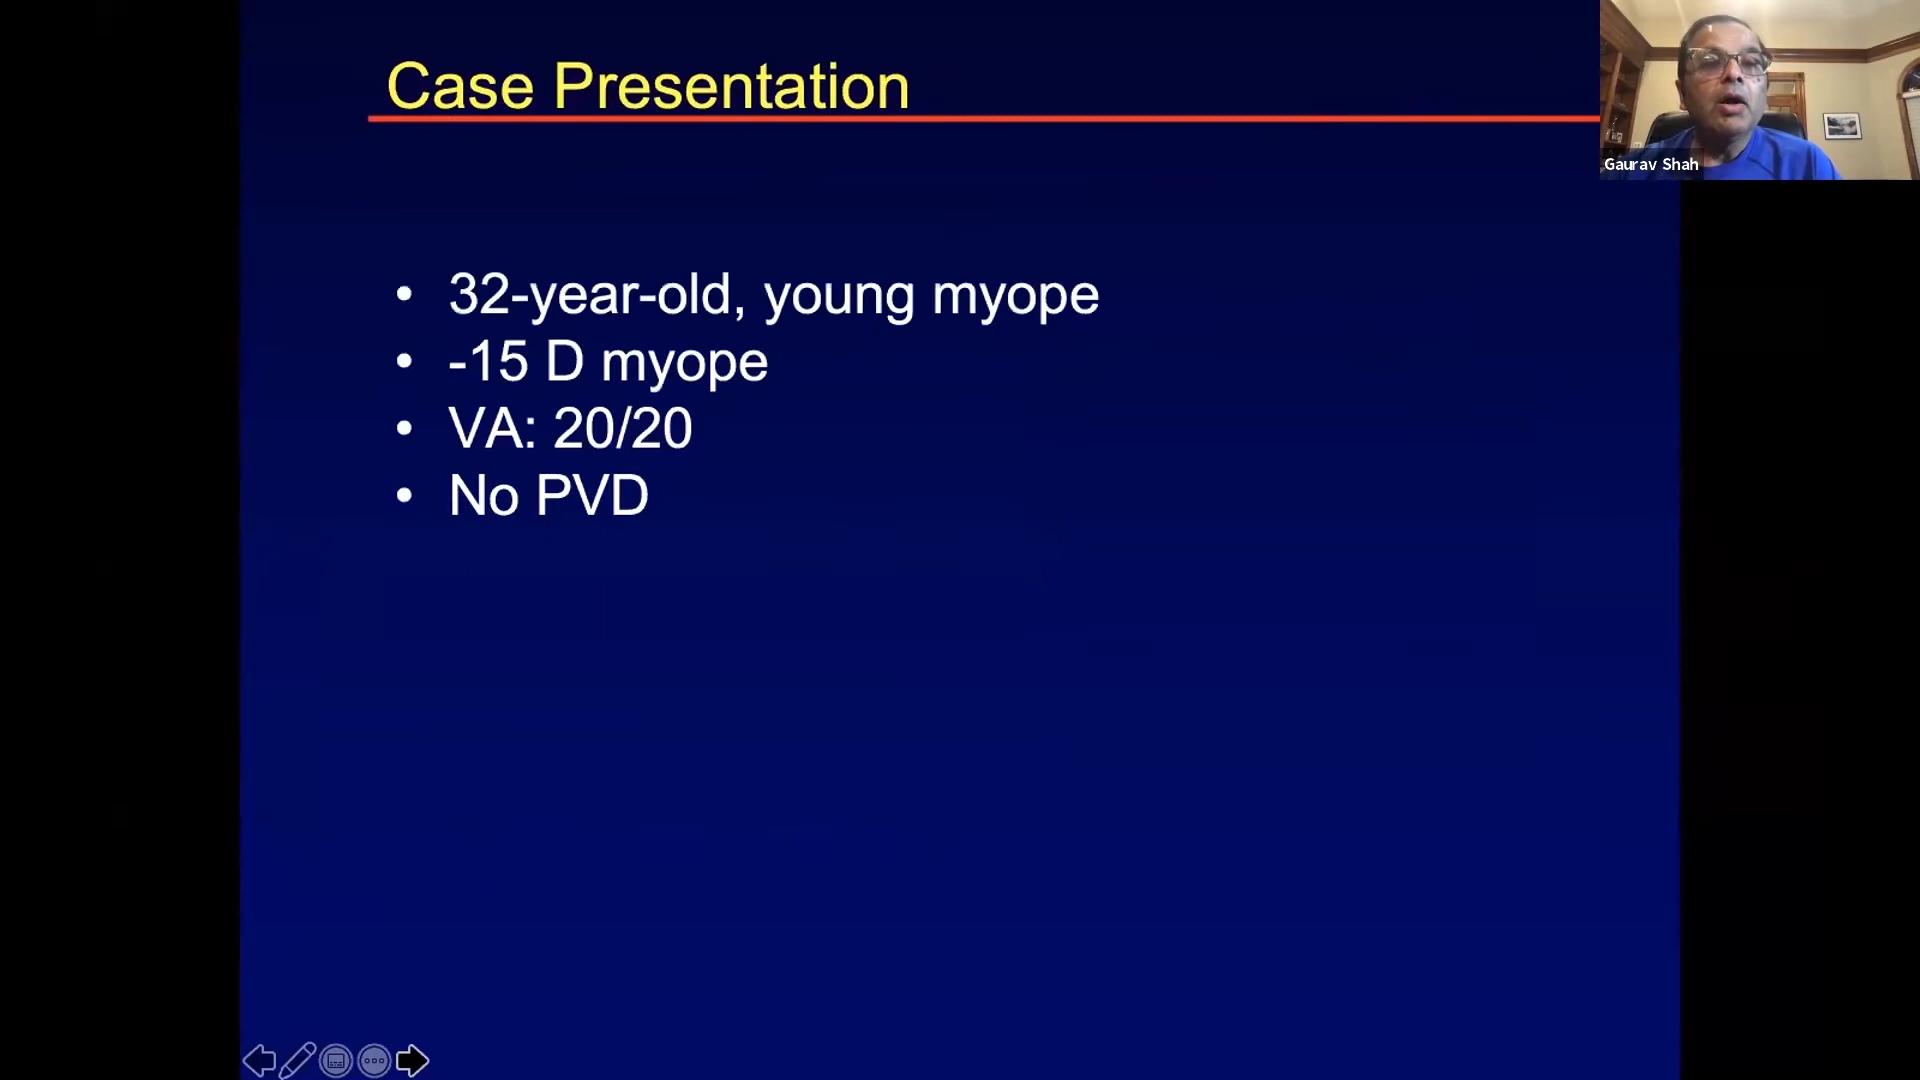 Case Presentation
Gaurav Shah
• 32-year-old, young myope
• -15 D myope
• VA: 20/20
• No PVD